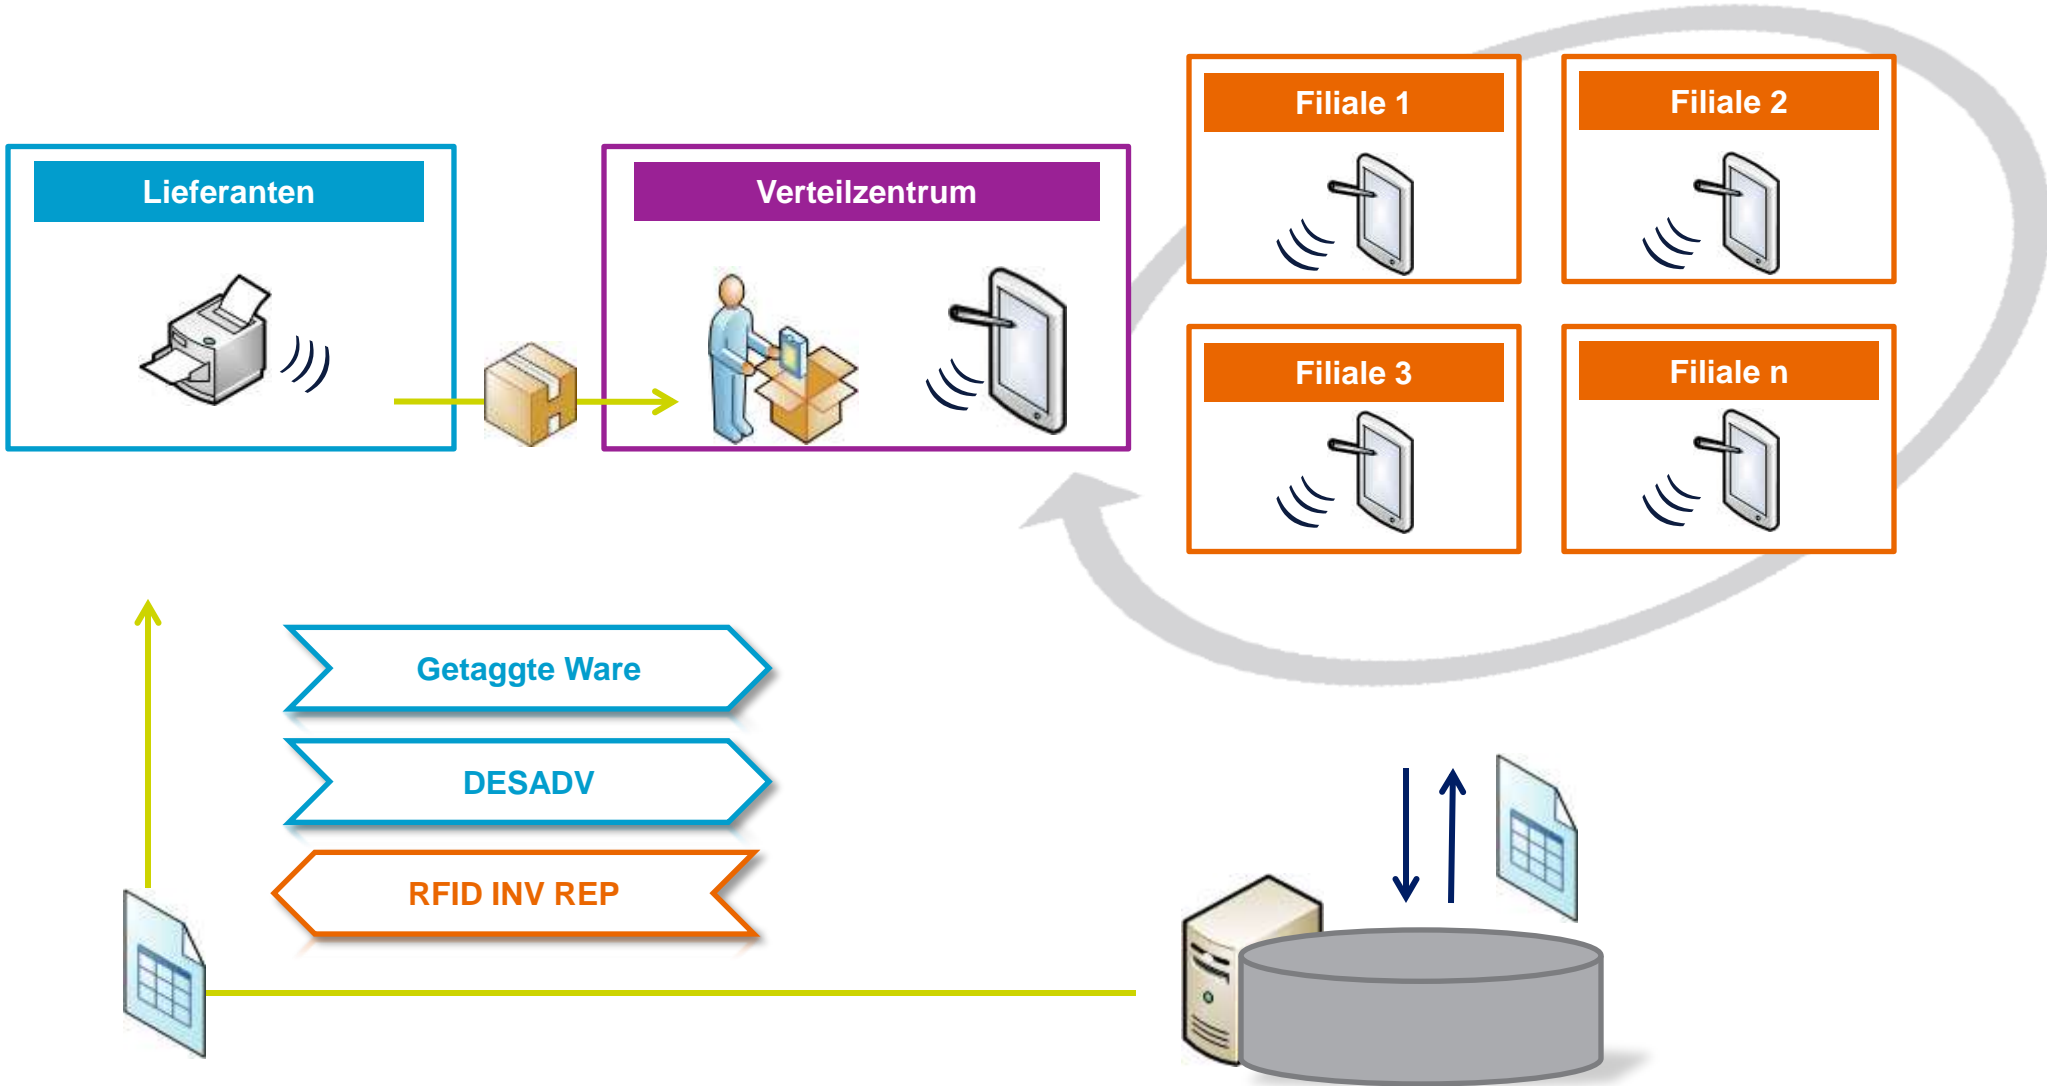 Filiale 1
Filiale 2
Lieferanten
Verteilzentrum
Filiale 3
Filiale n
Getaggte Ware
DESADV
RFID INV REP